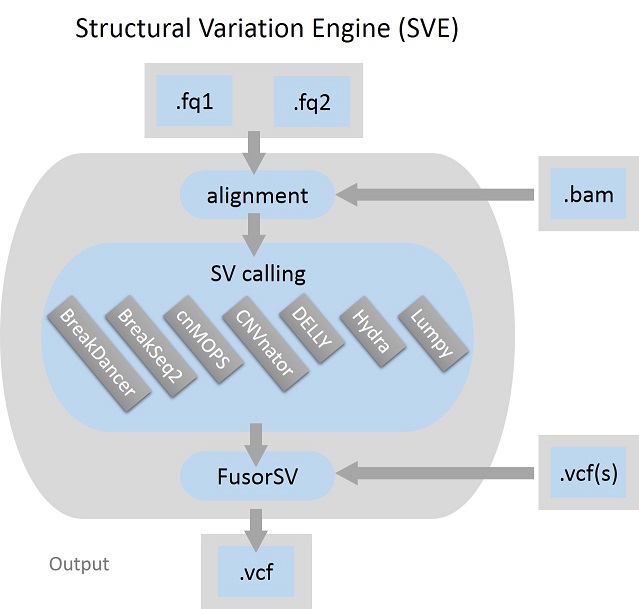 Structural Variation Engine (SVE)
.fq1
.fq2
alignment
.bam
SV calling
BreakDancer
BreakSeq2
cnMOPS
CNVnator
DELLY
Hydra
Lumpy
FusorSV
.vcf(s)
Output
.vcf